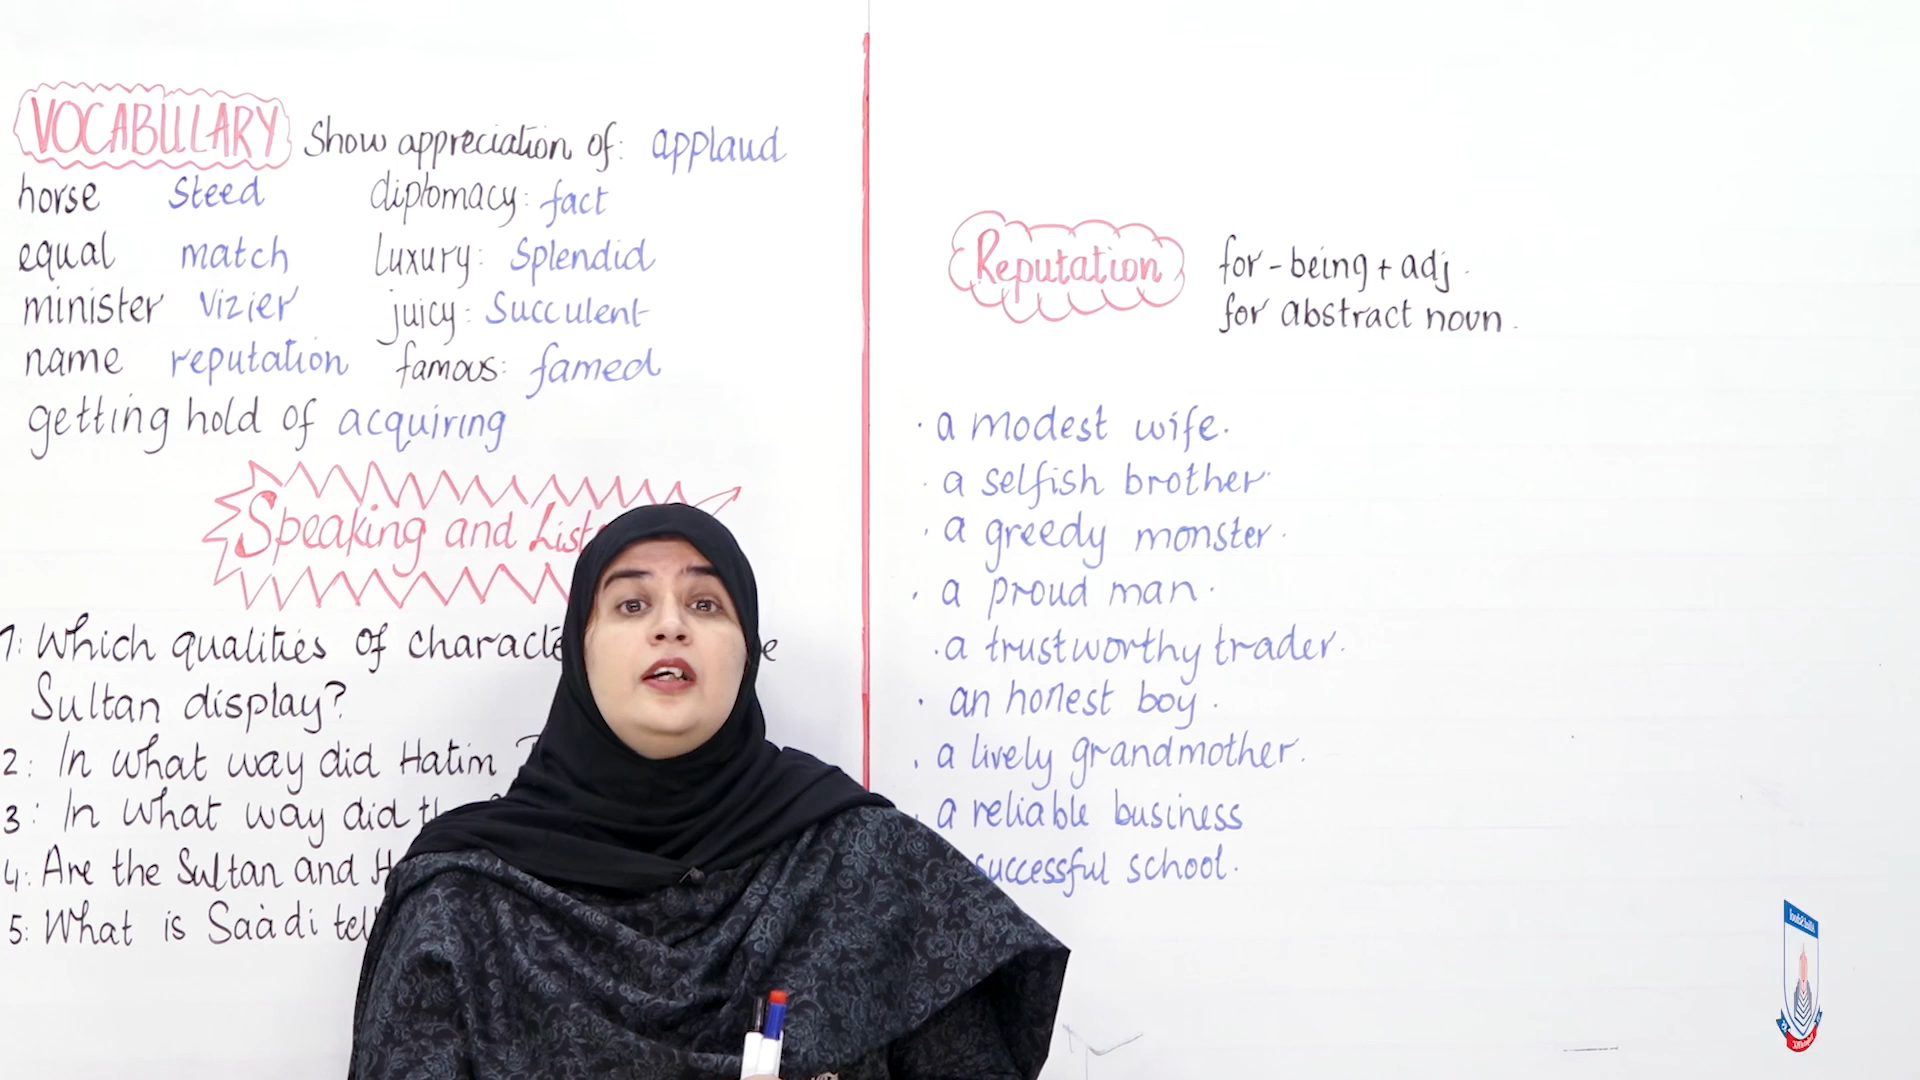 VOCABULARY Show appreciation of: applaud
horse steed diplomacy: fact
equal match luxury: Splendid
minister vizier juicy: Succulent
name reputation famous: famed
getting hold of acquiring
Speaking and
1: Which qualities of
Sultan display?
2: In what way did Hatim
3: In what way did
4: Are the Sultan and
5: What is Saàdi
Reputation for - being + adj.
for abstract noun.
· a modest wife.
· a selfish brother.
· a greedy monster.
· a proud man.
· a trustworthy trader.
· an honest boy.
· a lively grandmother.
· a reliable business
successful school.